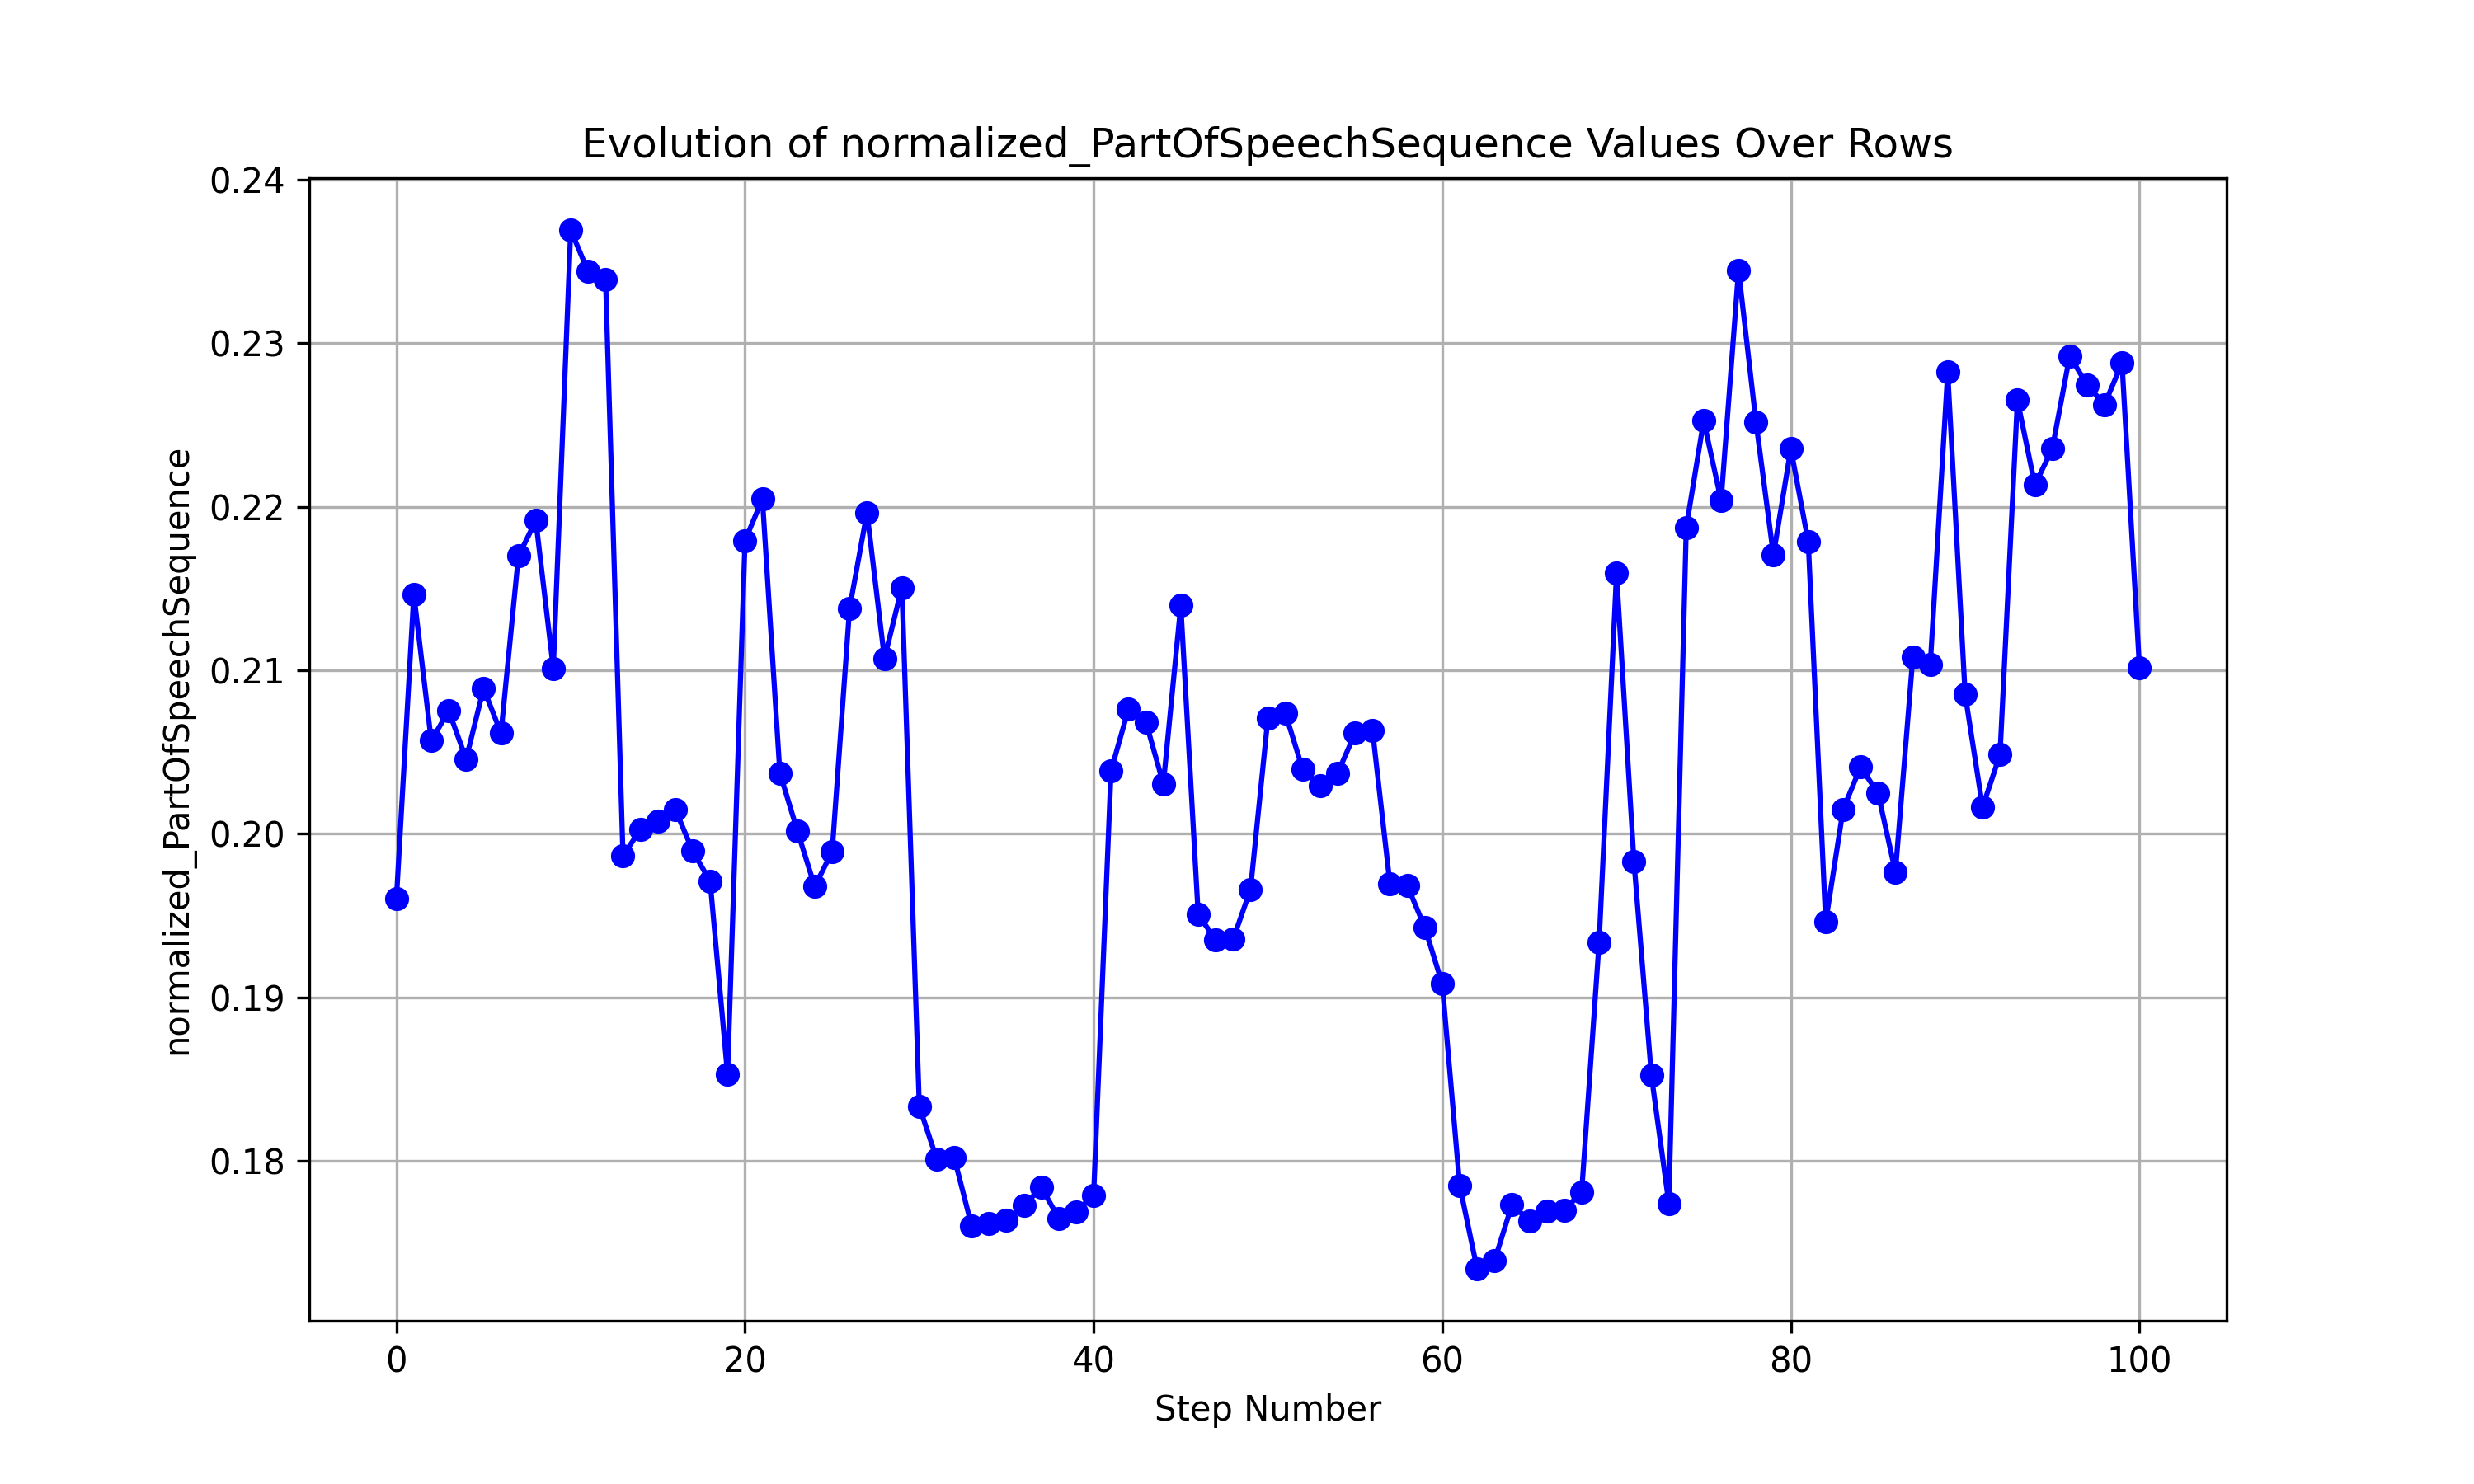 Evolution of normalized_PartOfSpeechSequence Values Over Rows
0.24
0.23
0.22
0.21
0.20
0.19
0.18
normalized_PartOfSpeechSequence
0 20 40 60 80 100
Step Number